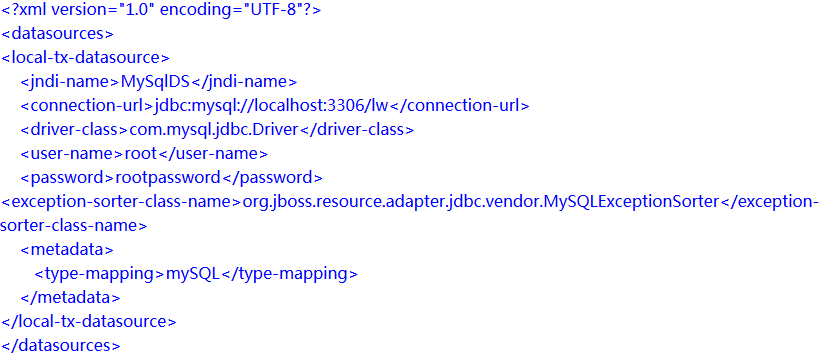 <?xml version="1.0" encoding="UTF-8"?>
<datasources>
<local-tx-datasource>
<jndi-name>MySqlDS</jndi-name>
<connection-url>jdbc:mysql://localhost:3306/lw</connection-url>
<driver-class>com.mysql.jdbc.Driver</driver-class>
<user-name>root</user-name>
<password>rootpassword</password>
<exception-sorter-class-name>org.jboss.resource.adapter.jdbc.vendor.MySQLExceptionSorter</exception-
sorter-class-name>
<metadata>
<type-mapping>mySQL</type-mapping>
</metadata>
</local-tx-datasource>
</datasources>